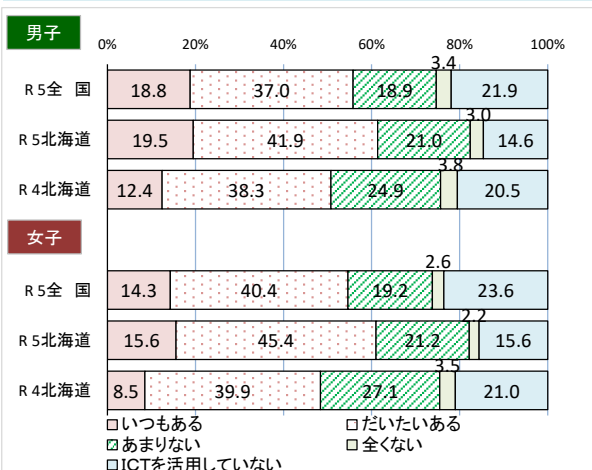 男子
0% 20% 40% 60% 80% 100%
R5全 国 18.8 37.0 18.9 3.4 21.9
R5北海道 19.5 41.9 21.0 3.0 14.6
R4北海道 12.4 38.3 24.9 3.8 20.5
女子
R5全 国 14.3 40.4 19.2 2.6 23.6
R5北海道 15.6 45.4 21.2 2.2 15.6
R4北海道 8.5 39.9 27.1 3.5 21.0
いつもある だいたいある
あまりない 全くない
ICTを活用していない